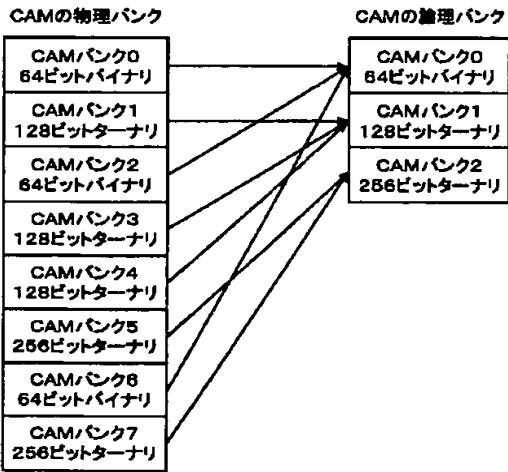 CAMの物理バンク
CAMバンク0
64ビットバイナリ
CAMバンク1
128ビットターナリ
CAMバンク2
64ビットバイナリ
CAMバンク3
128ビットターナリ
CAMバンク4
128ビットターナリ
CAMバンク5
256ビットターナリ
CAMバンク6
64ビットバイナリ
CAMバンク7
256ビットターナリ
CAMの論理バンク
CAMバンク0
64ビットバイナリ
CAMバンク1
128ビットターナリ
CAMバンク2
256ビットターナリ